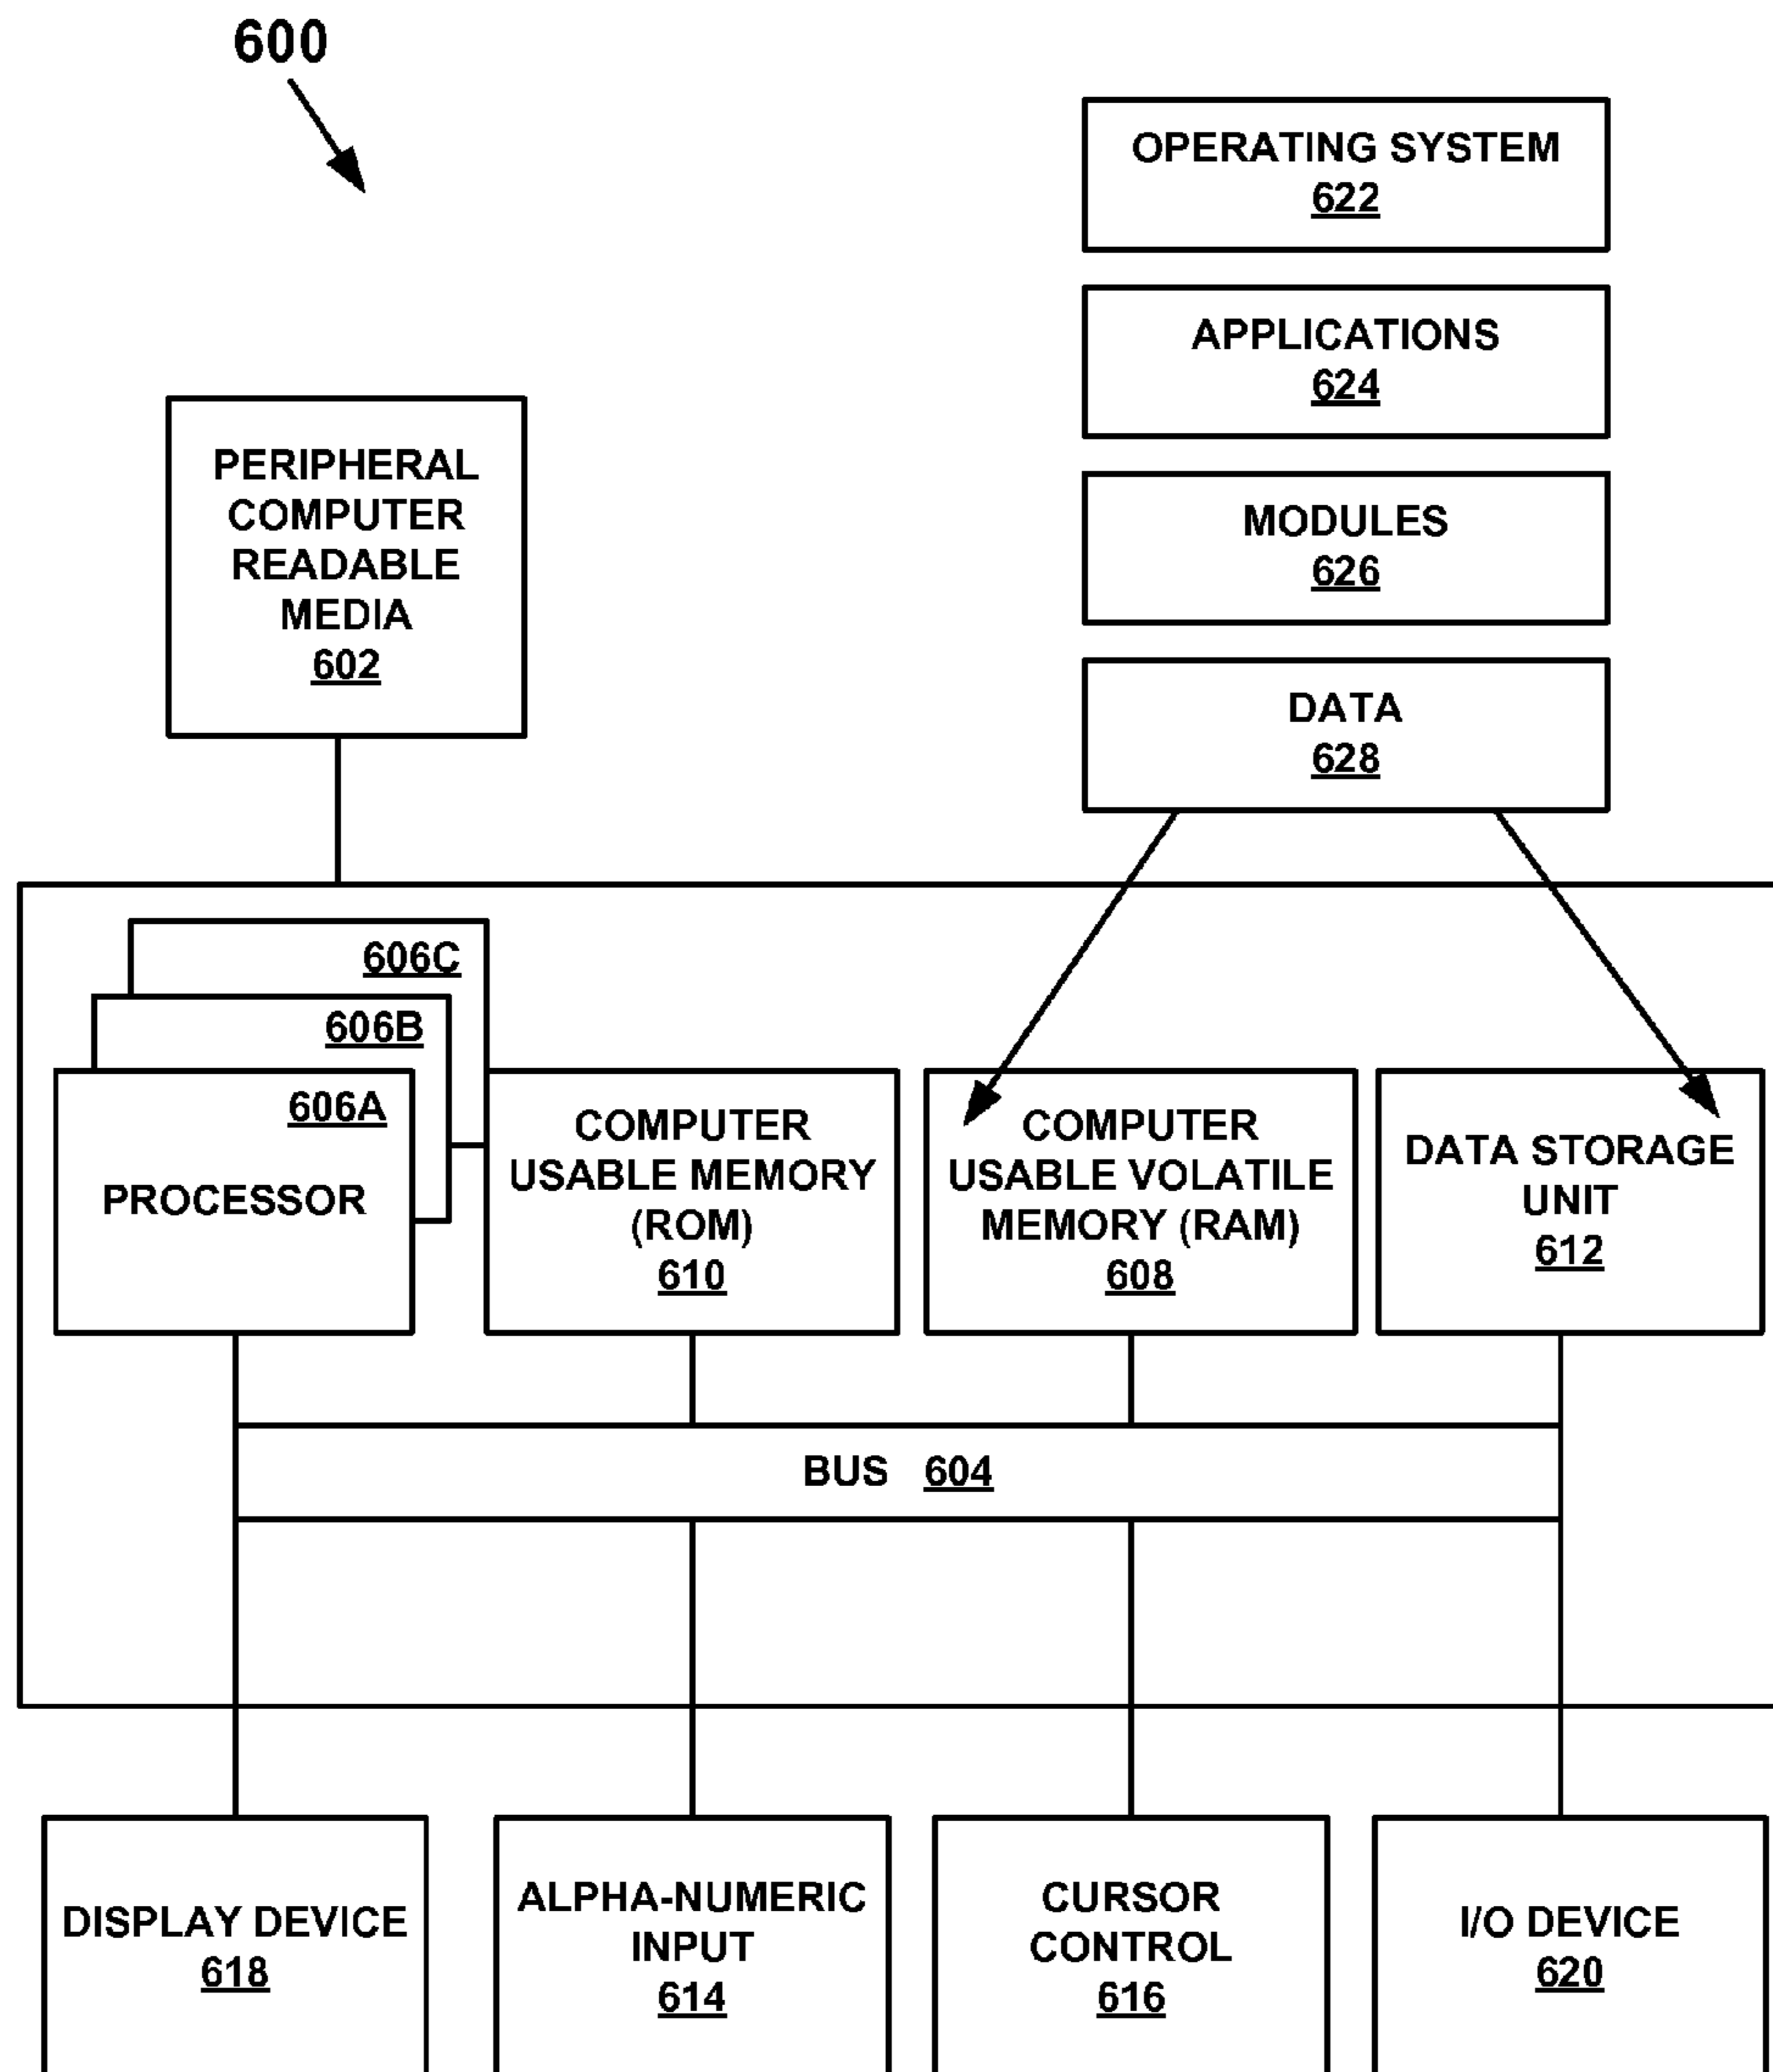 600
OPERATING SYSTEM
622
APPLICATIONS
624
MODULES
626
DATA
628
PERIPHERAL
COMPUTER
READABLE
MEDIA
602
606C
606B
606A
PROCESSOR
COMPUTER
USABLE MEMORY
(ROM)
610
COMPUTER
USABLE VOLATILE
MEMORY (RAM)
608
DATA STORAGE
UNIT
612
BUS 604
DISPLAY DEVICE
618
ALPHA-NUMERIC
INPUT
614
CURSOR
CONTROL
616
I/O DEVICE
620